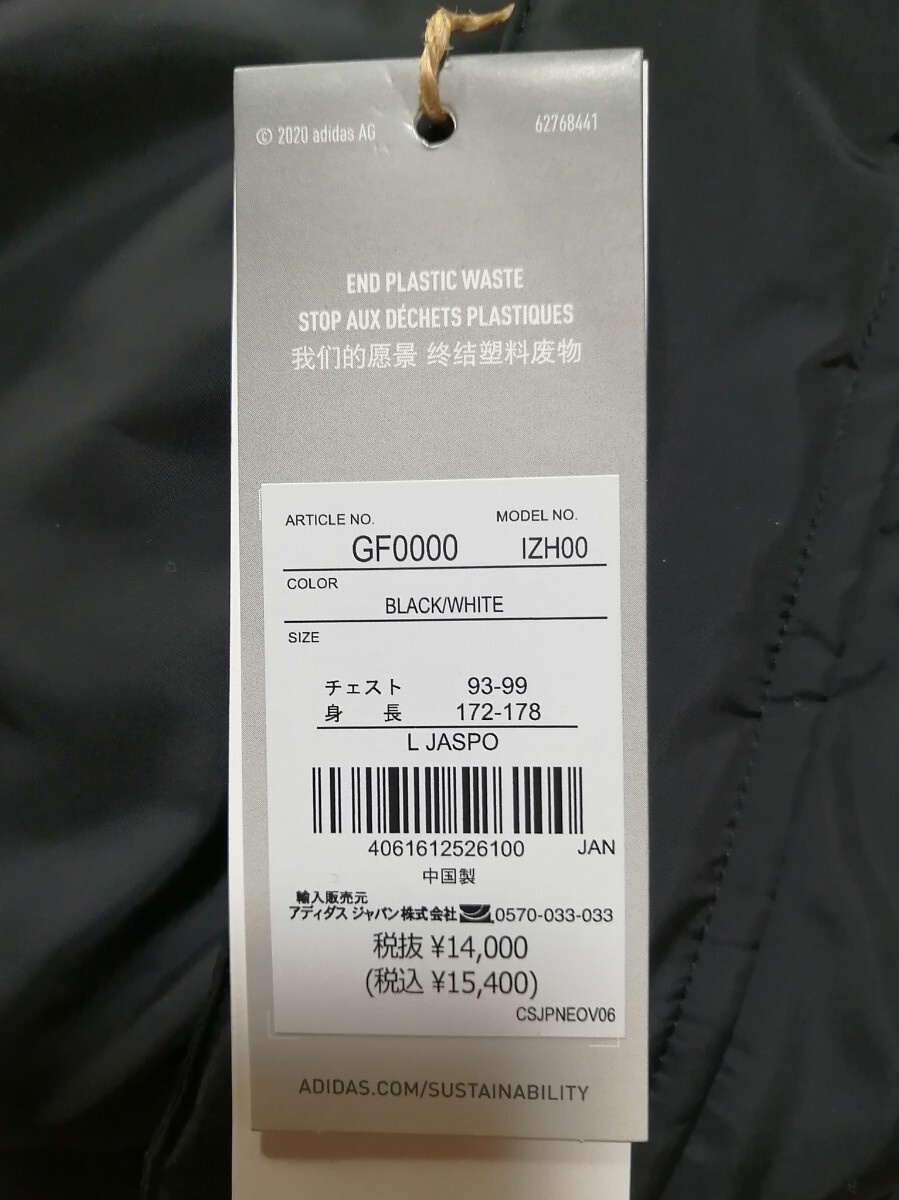 © 2020 adidas AG 62768441
END PLASTIC WASTE
STOP AUX DÉCHETS PLASTIQUES
我们的愿景 终结塑料废物
ARTICLE NO. MODEL NO.
GF0000 IZH00
COLOR
BLACK/WHITE
SIZE
チェスト 93-99
身 長 172-178
L JASPO
4061612526100 JAN
中国製
輸入販売元
アディダス ジャパン株式会社 0570-033-033
税抜 ¥14,000
(税込 ¥15,400)
CSJPNEOV06
ADIDAS.COM/SUSTAINABILITY